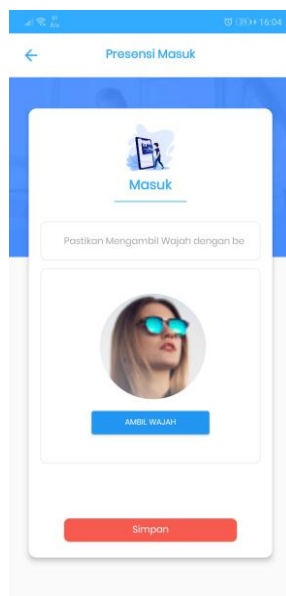 16:04
Presensi Masuk
Masuk
Pastikan Mengambil Wajah dengan be
AMBIL WAJAH
Simpan